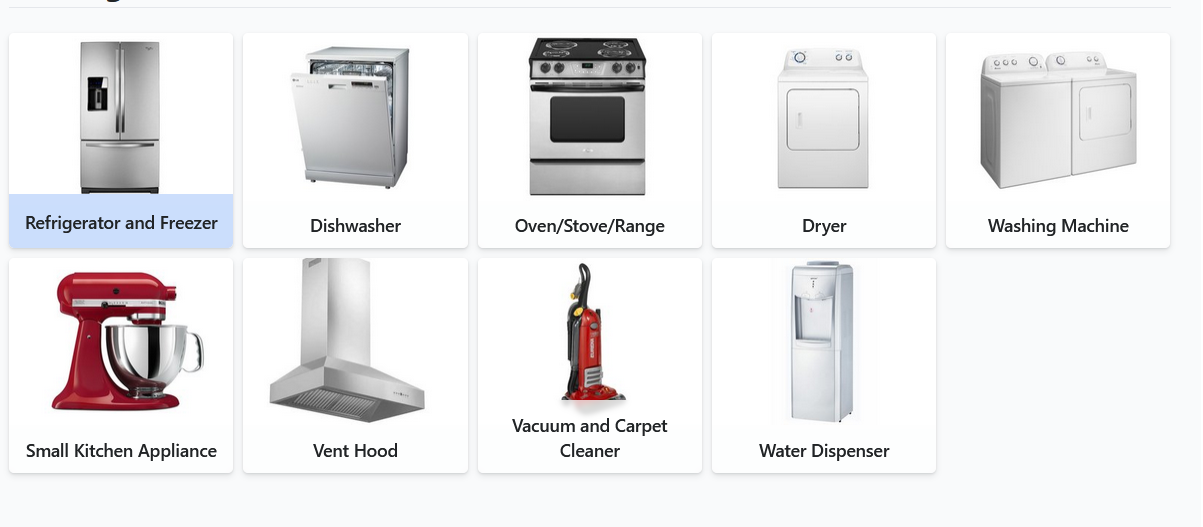 Refrigerator and Freezer
Dishwasher
Oven/Stove/Range
Dryer
Washing Machine
Small Kitchen Appliance
Vent Hood
Vacuum and Carpet
Cleaner
Water Dispenser